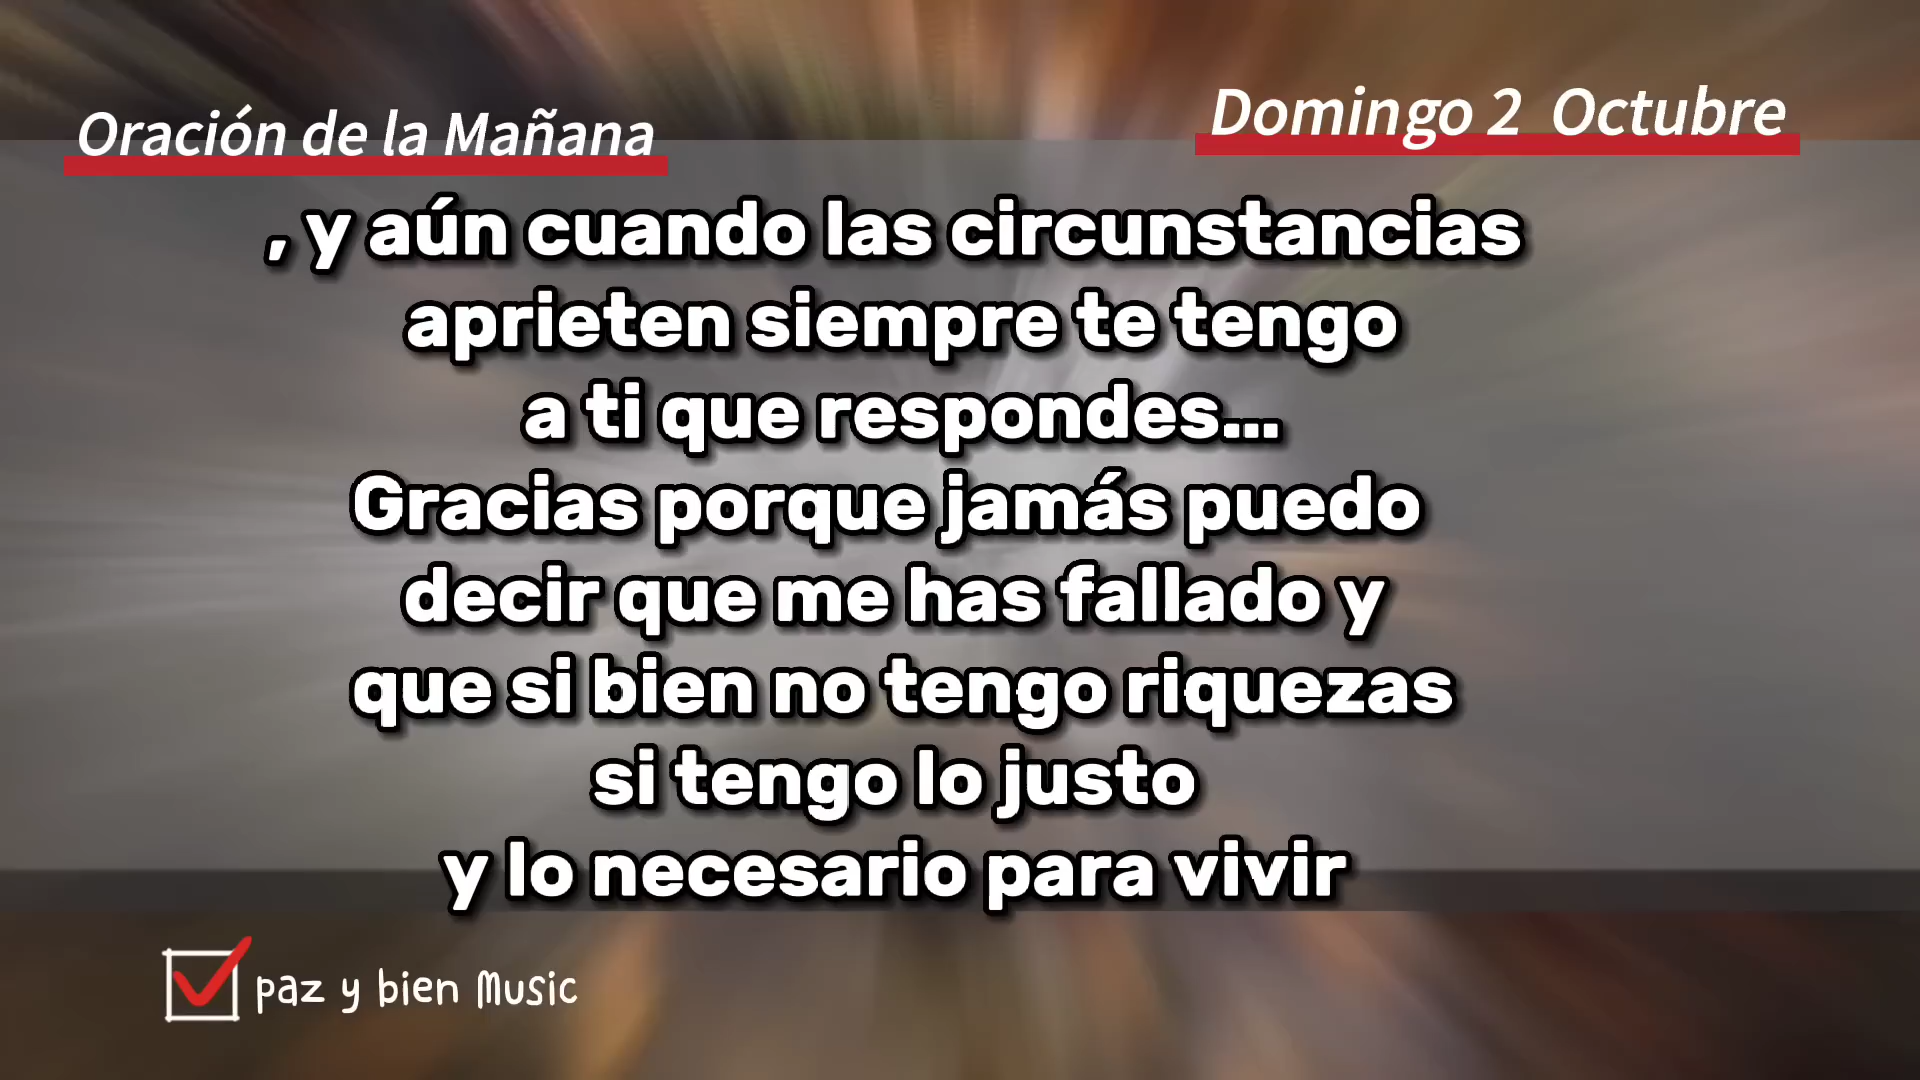 Oración de la Mañana
Domingo 2 Octubre
, y aún cuando las circunstancias
aprieten siempre te tengo
a ti que respondes...
Gracias porque jamás puedo
decir que me has fallado y
que si bien no tengo riquezas
si tengo lo justo
y lo necesario para vivir
paz y bien Music